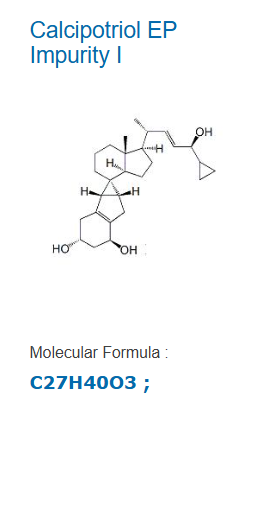 Calcipotriol EP
Impurity I
OH
H
H
H
H
HO
OH
Molecular Formula :
C27H40O3 ;